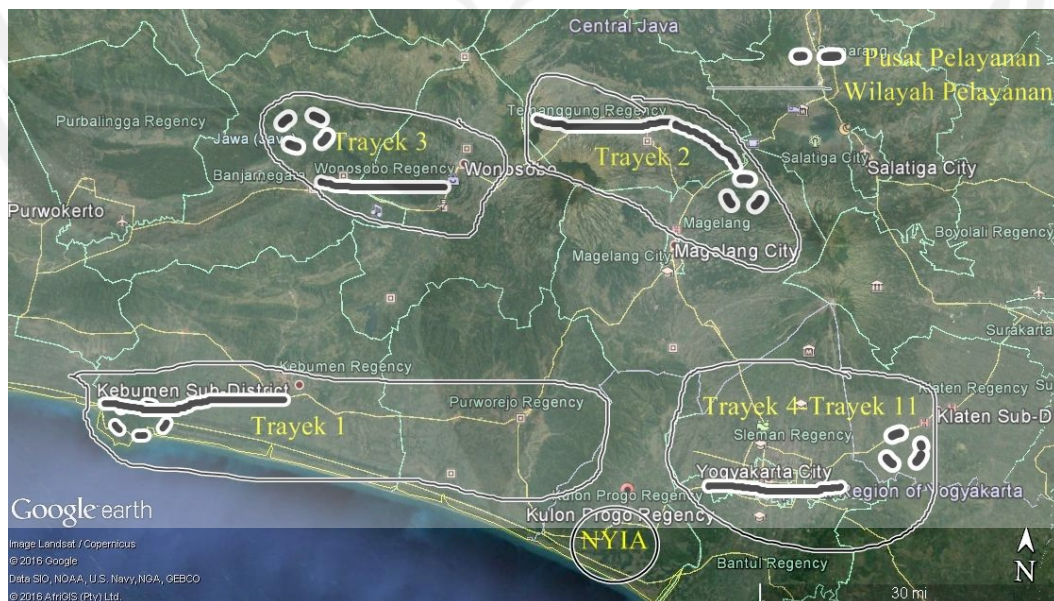 Central Java
Semarang
Pusat Pelayanan
Wilayah Pelayanan
Temanggung Regency
Purbalingga Regency
Jawa (Java)
Trayek 3
Trayek 2
Salatiga City
Salatiga City
Banjarnegara
Wonosobo Regency
Wonosobo
Purwokerto
Magelang
Boyolali Regency
Magelang City
Magelang City
Surakarta
Kebumen Regency
Kebumen Sub-District
Trayek 1
Purworejo Regency
Klaten Regency
Su
Trayek 4-Trayek 11
Klaten Sub-D
Sleman Regency
Yogyakarta City
Region of Yogyakarta
Kulon Progo Regency
Kulon Progo Regency
Google earth
NYIA
Bantul Regency
Image Landsat / Copernicus
© 2016 Google
Data SIO, NOAA, U.S. Navy, NGA, GEBCO
© 2016 AfriGIS (Pty) Ltd.
N
30 mi